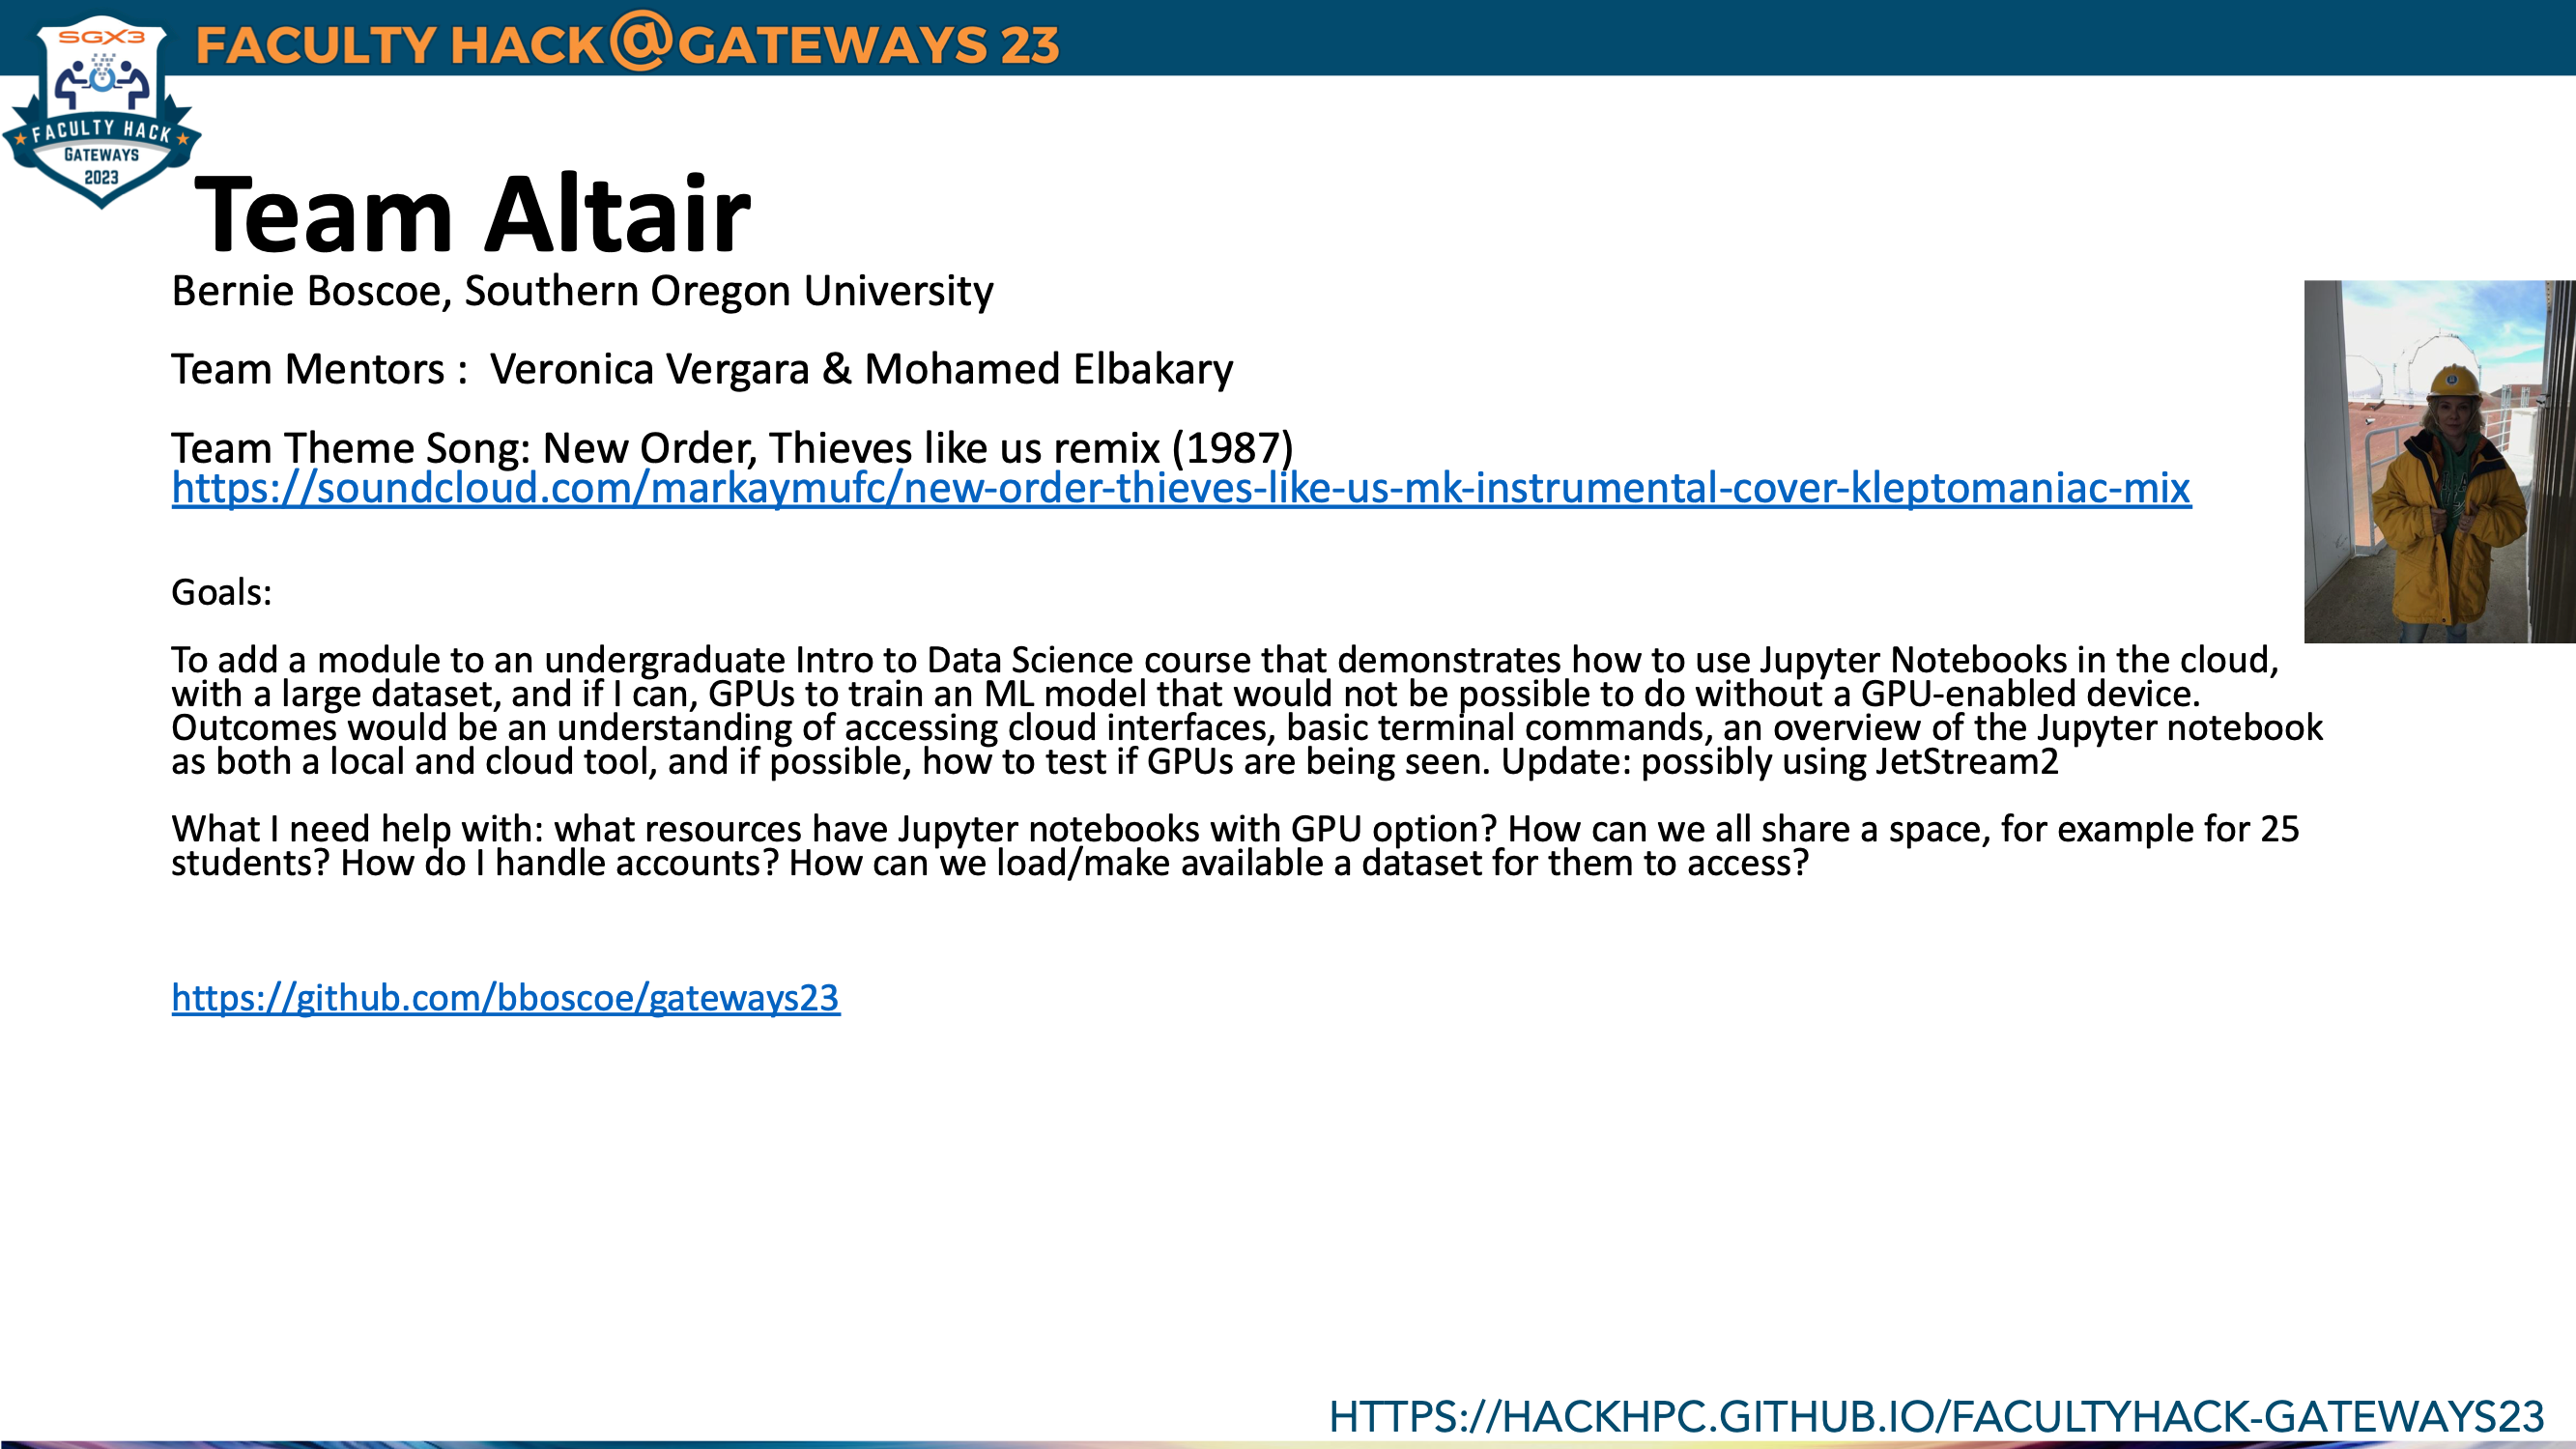 SGX3
FACULTY HACK@GATEWAYS 23
FACULTY HACK
GATEWAYS
2023
Team Altair
Bernie Boscoe, Southern Oregon University
Team Mentors :  Veronica Vergara & Mohamed Elbakary
Team Theme Song: New Order, Thieves like us remix (1987)
https://soundcloud.com/markaymufc/new-order-thieves-like-us-mk-instrumental-cover-kleptomaniac-mix
Goals:
To add a module to an undergraduate Intro to Data Science course that demonstrates how to use Jupyter Notebooks in the cloud,
with a large dataset, and if I can, GPUs to train an ML model that would not be possible to do without a GPU-enabled device.
Outcomes would be an understanding of accessing cloud interfaces, basic terminal commands, an overview of the Jupyter notebook
as both a local and cloud tool, and if possible, how to test if GPUs are being seen. Update: possibly using JetStream2
What I need help with: what resources have Jupyter notebooks with GPU option? How can we all share a space, for example for 25
students? How do I handle accounts? How can we load/make available a dataset for them to access?
https://github.com/bboscoe/gateways23
HTTPS://HACKHPC.GITHUB.IO/FACULTYHACK-GATEWAYS23